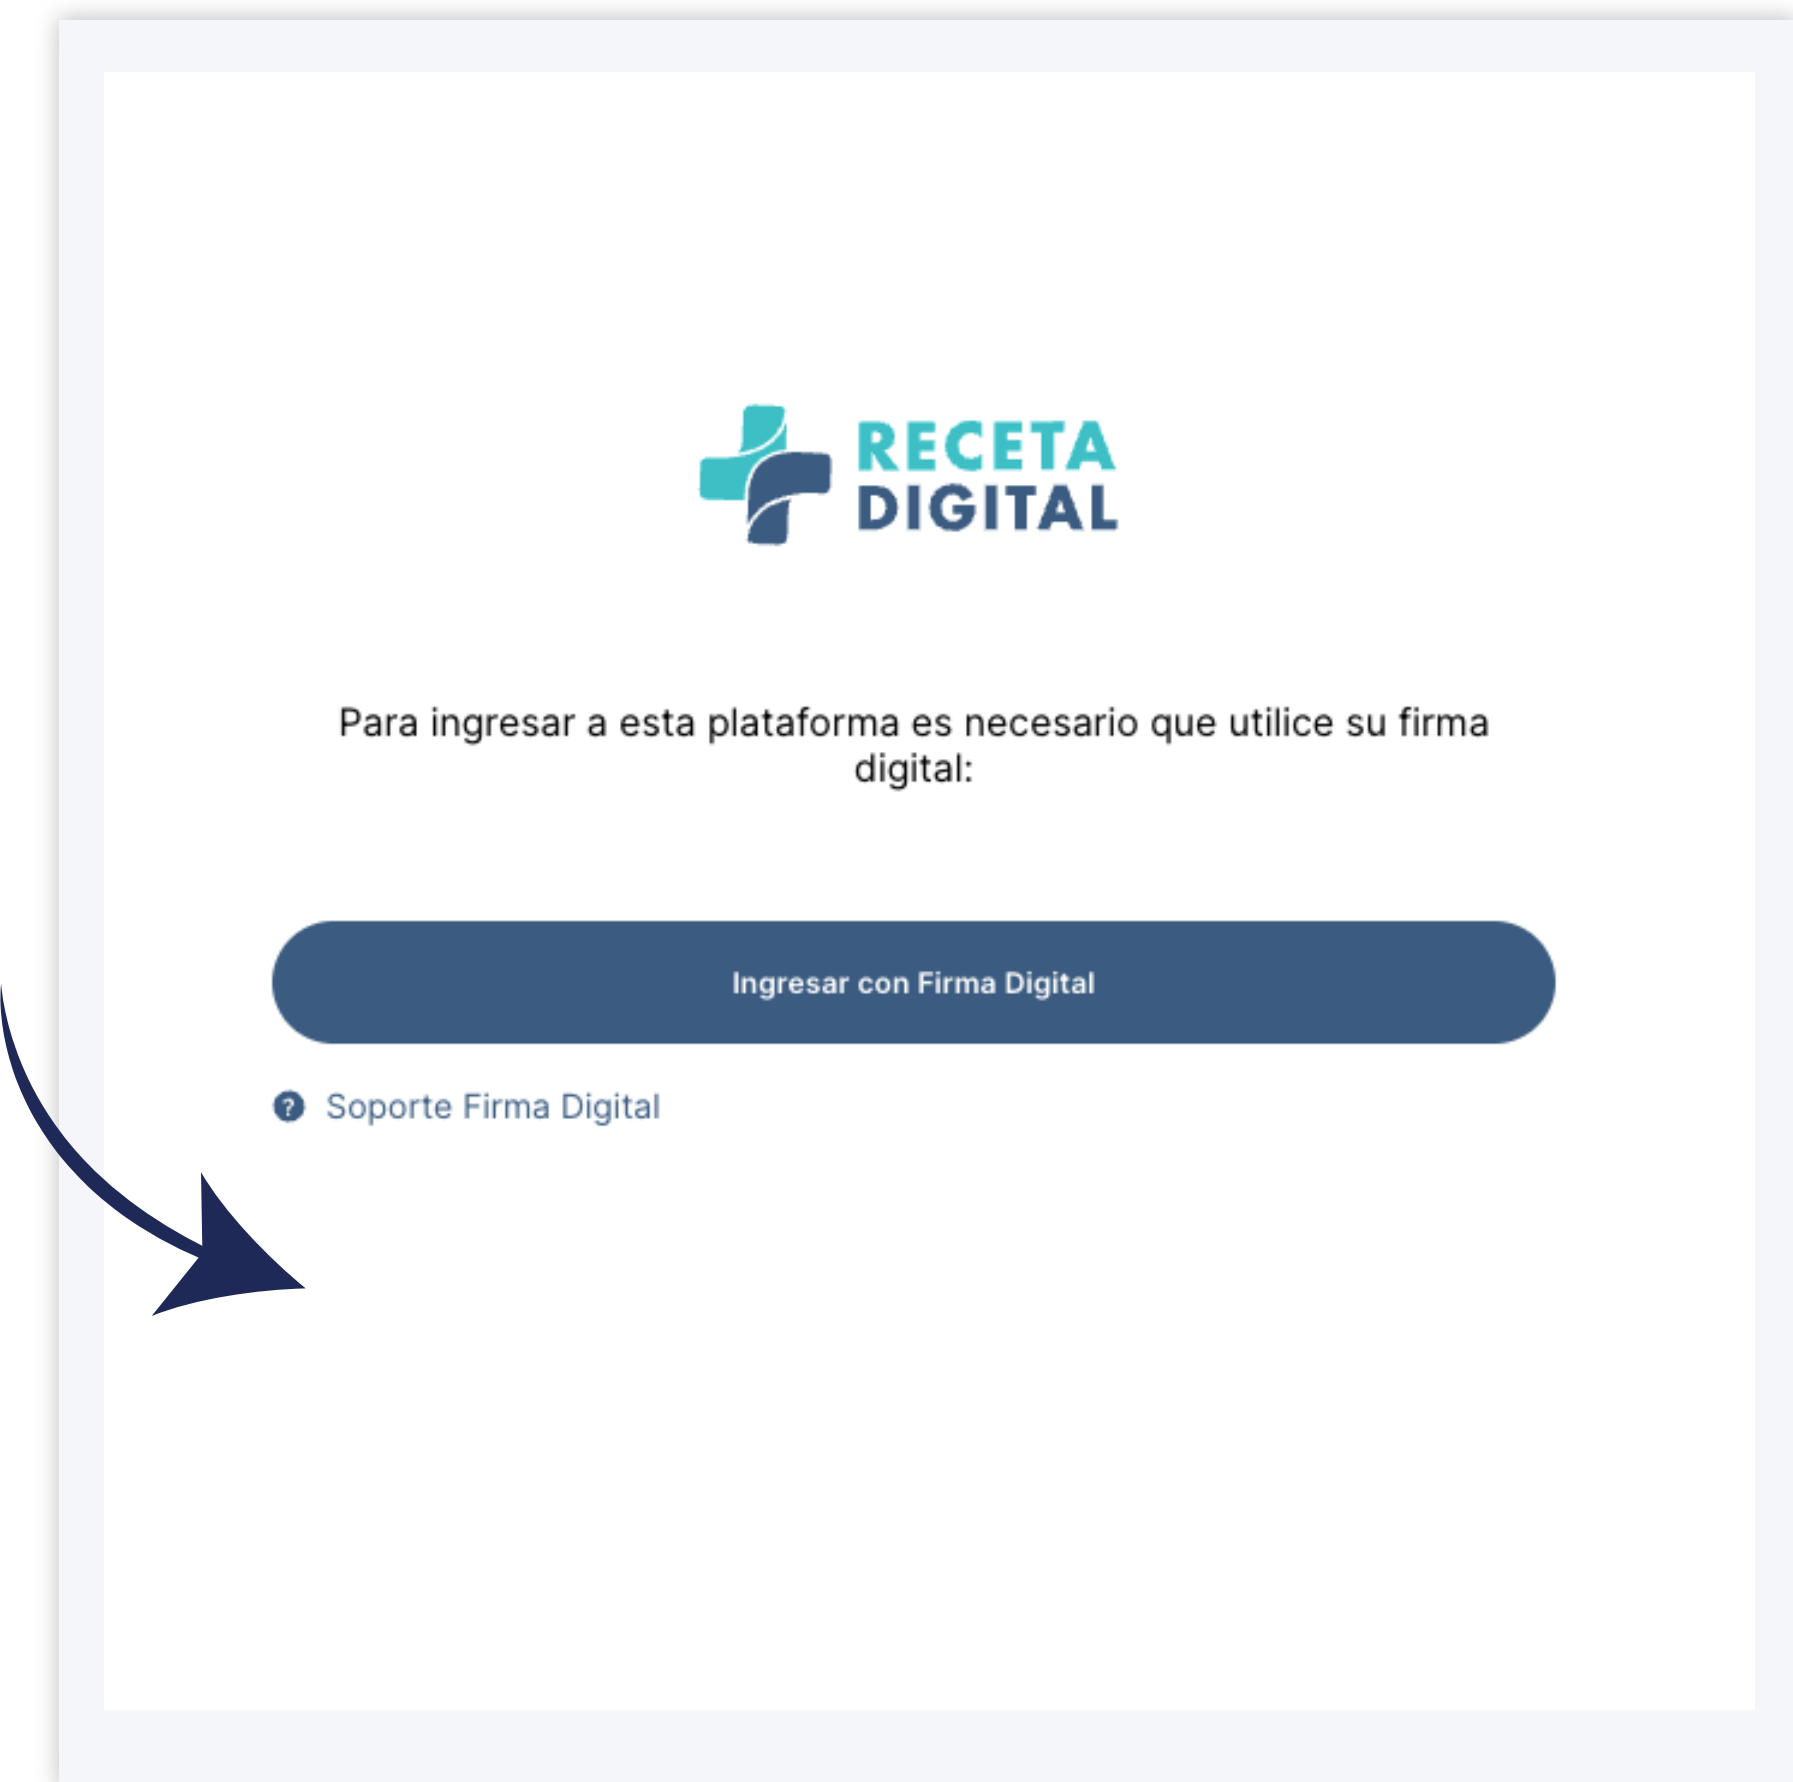 RECETA
DIGITAL
Para ingresar a esta plataforma es necesario que utilice su firma
digital:
Ingresar con Firma Digital
? Soporte Firma Digital